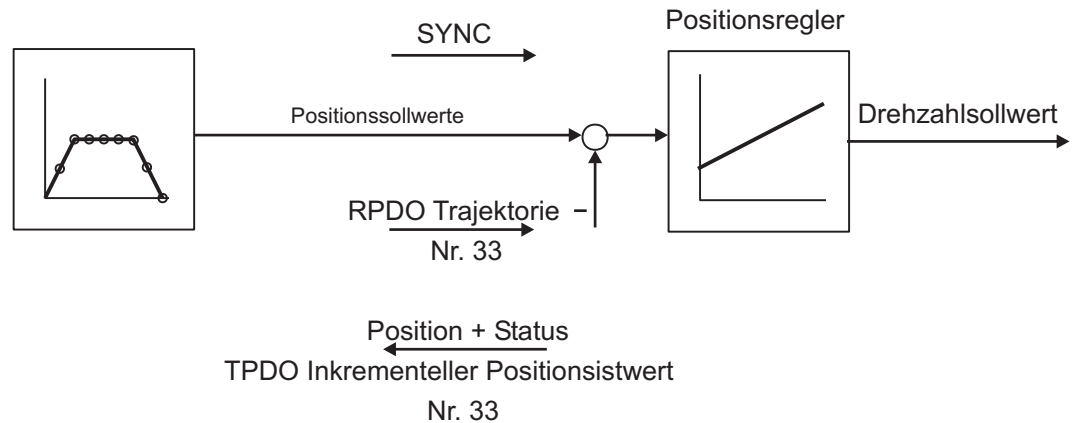 Positionsregler
SYNC
Positionssollwerte
Drehzahlsollwert
RPDO Trajektorie –
Nr. 33
Position + Status
TPDO Inkrementeller Positionsistwert
Nr. 33